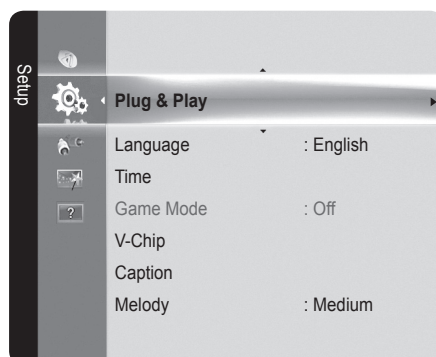 Setup
Plug & Play
Language : English
Time
Game Mode : Off
V-Chip
Caption
Melody : Medium
?